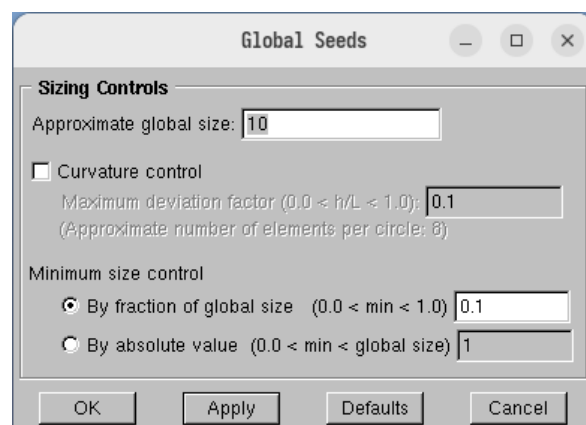 Global Seeds
Sizing Controls
Approximate global size: 10
Curvature control
Maximum deviation factor (0.0 < h/L < 1.0): 0.1
(Approximate number of elements per circle: 8)
Minimum size control
By fraction of global size (0.0 < min < 1.0) 0.1
By absolute value (0.0 < min < global size) 1
OK Apply Defaults Cancel